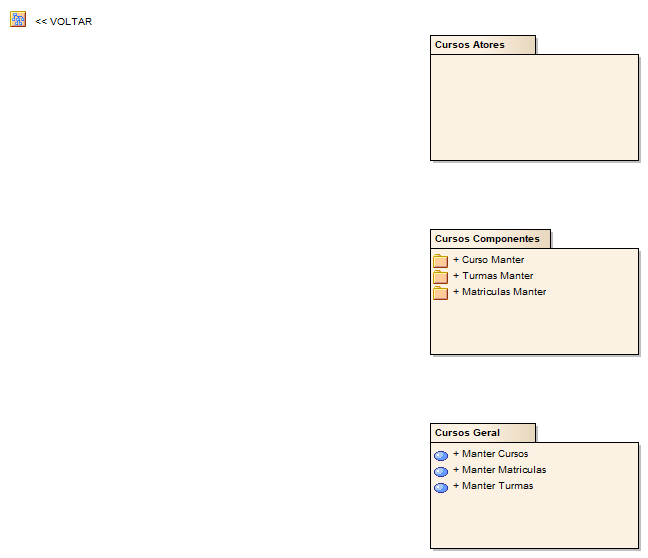 << VOLTAR
Cursos Atores
Cursos Componentes
+ Curso Manter
+ Turmas Manter
+ Matriculas Manter
Cursos Geral
+ Manter Cursos
+ Manter Matriculas
+ Manter Turmas